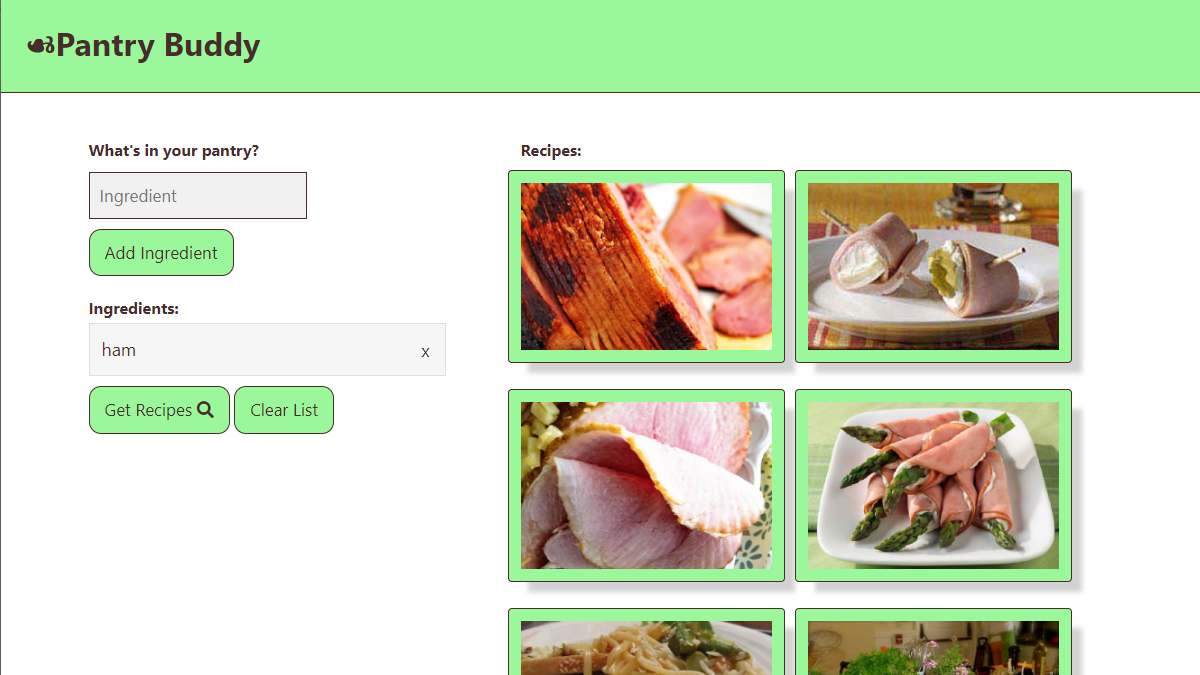 ☙Pantry Buddy
What's in your pantry?
Ingredient
Add Ingredient
Ingredients:
ham x
Get Recipes Clear List
Recipes: